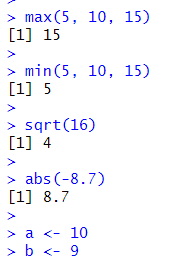 >
> max(5, 10, 15)
[1] 15
>
> min(5, 10, 15)
[1] 5
>
> sqrt(16)
[1] 4
>
> abs(-8.7)
[1] 8.7
>
> a <- 10
> b <- 9